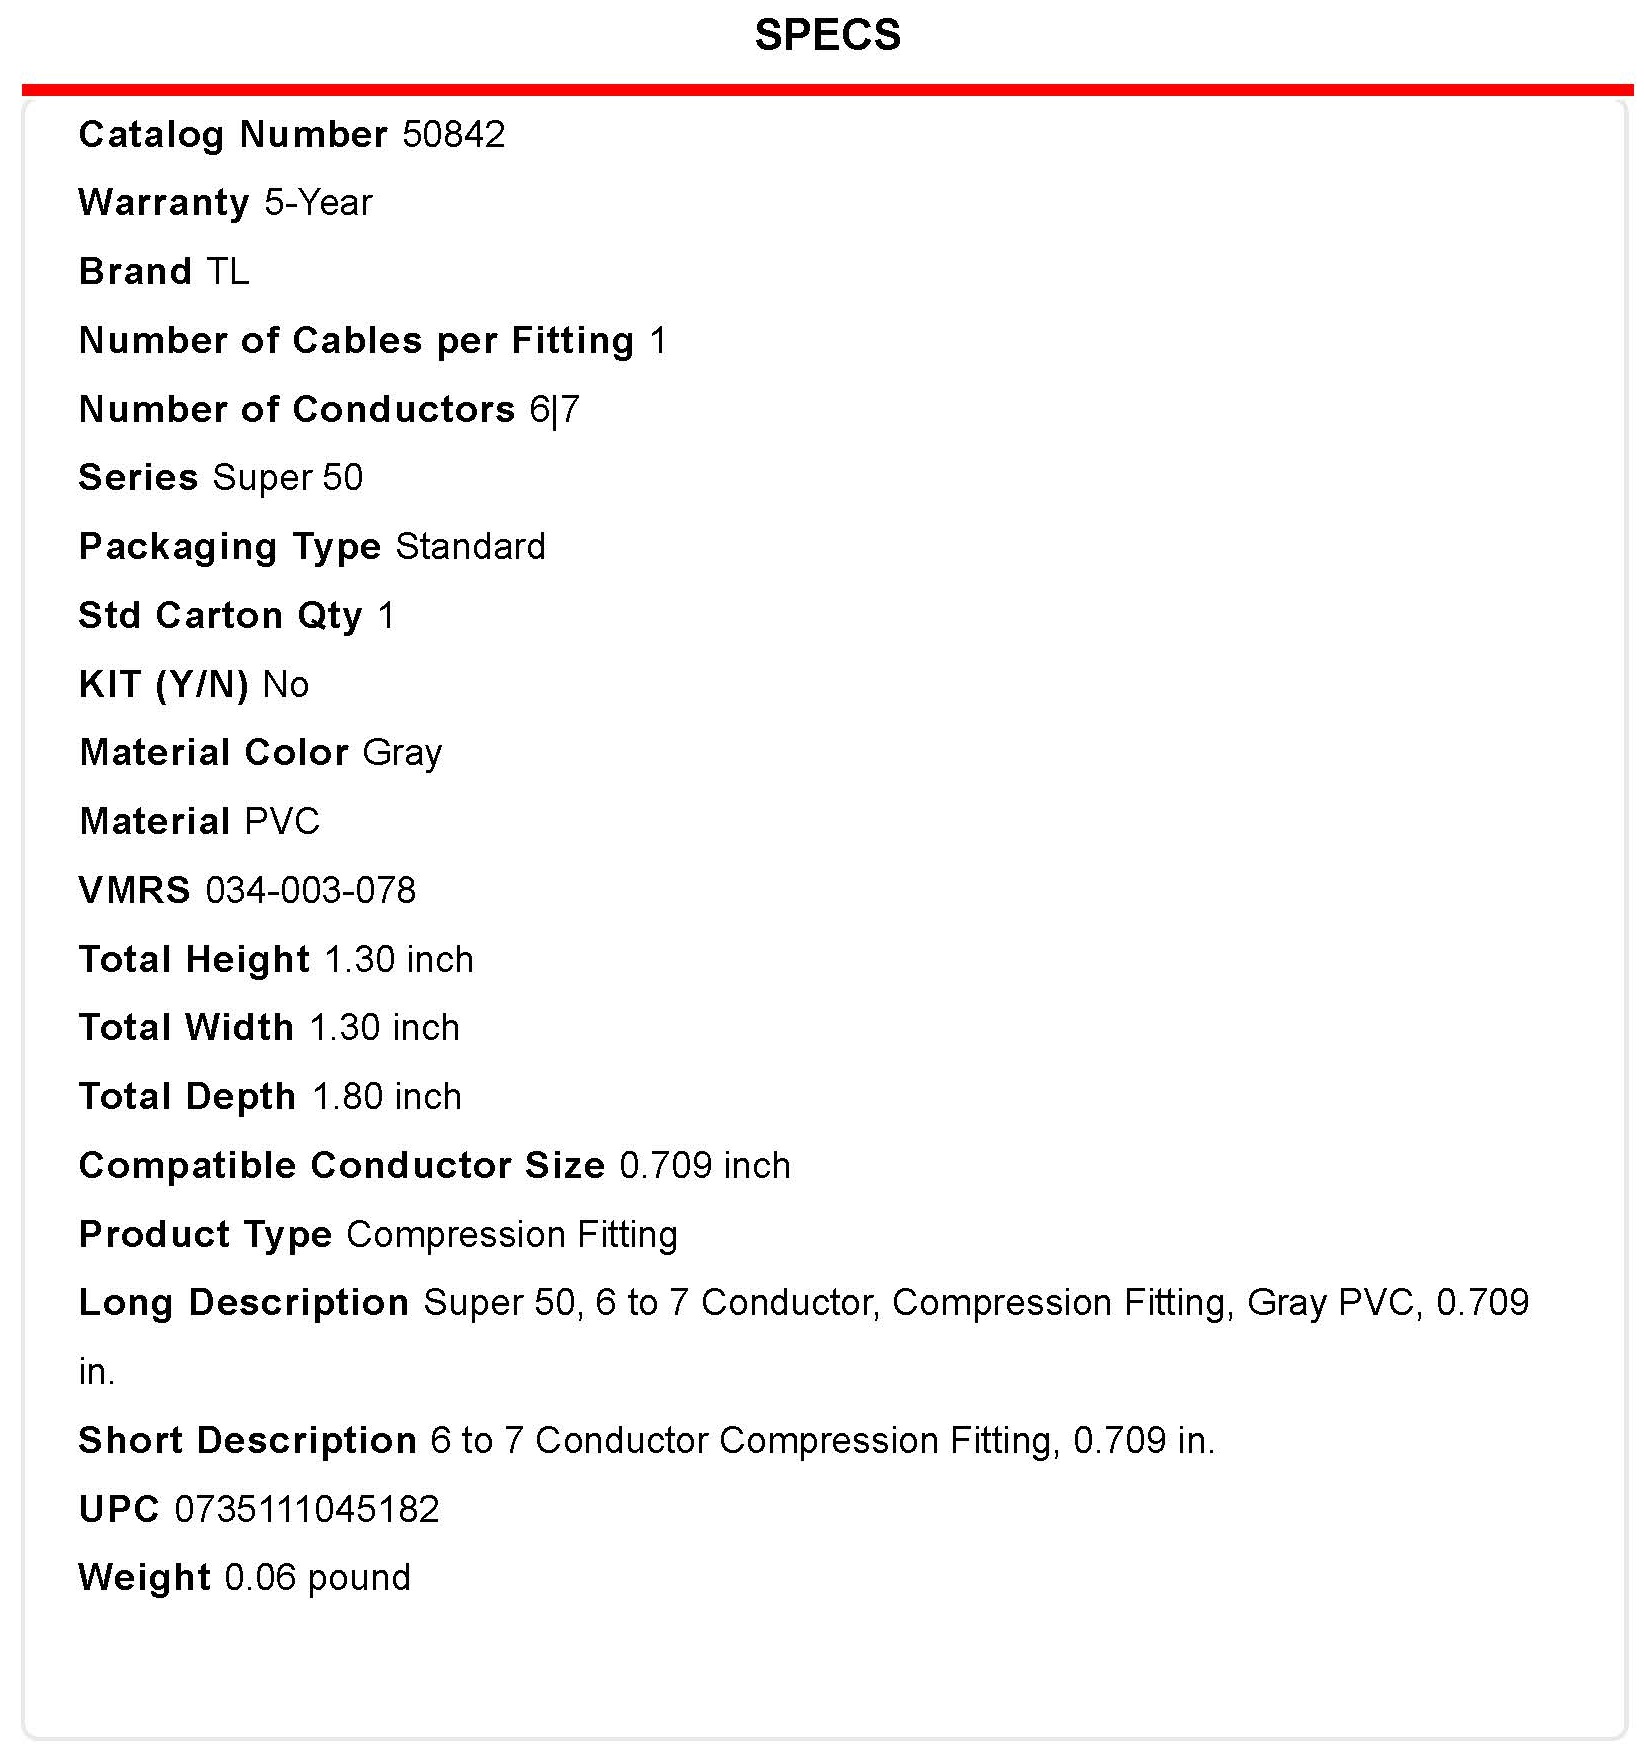 SPECS
Catalog Number 50842
Warranty 5-Year
Brand TL
Number of Cables per Fitting 1
Number of Conductors 6|7
Series Super 50
Packaging Type Standard
Std Carton Qty 1
KIT (Y/N) No
Material Color Gray
Material PVC
VMRS 034-003-078
Total Height 1.30 inch
Total Width 1.30 inch
Total Depth 1.80 inch
Compatible Conductor Size 0.709 inch
Product Type Compression Fitting
Long Description Super 50, 6 to 7 Conductor, Compression Fitting, Gray PVC, 0.709
in.
Short Description 6 to 7 Conductor Compression Fitting, 0.709 in.
UPC 0735111045182
Weight 0.06 pound